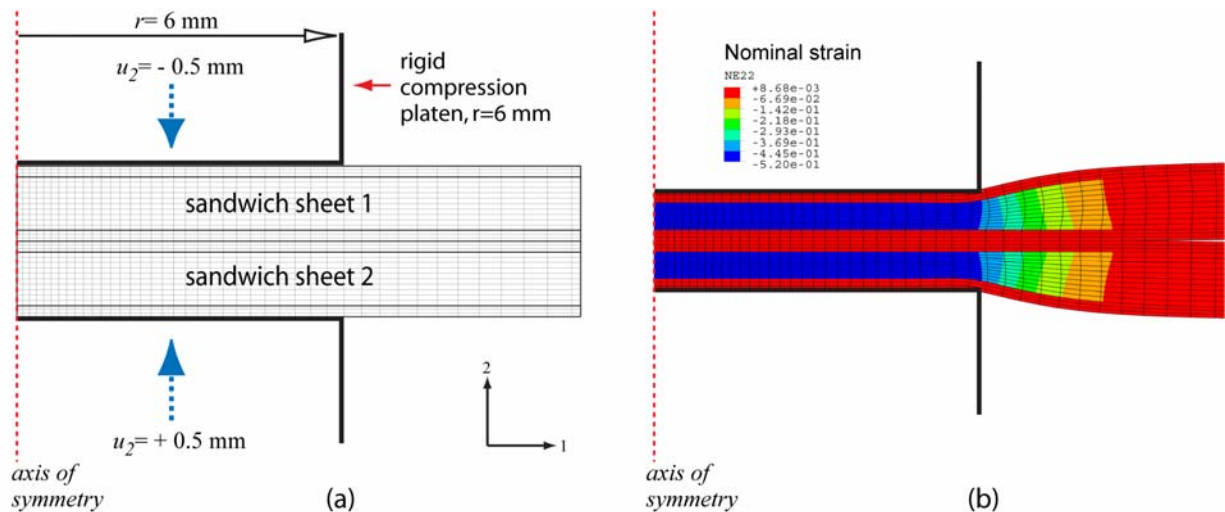 r= 6 mm
u2= - 0.5 mm
rigid
compression
platen, r=6 mm
sandwich sheet 1
sandwich sheet 2
u2= + 0.5 mm
2
1
axis of
symmetry
(a)
Nominal strain
NE22
+8.68e-03
-6.69e-02
-1.42e-01
-2.18e-01
-2.93e-01
-3.69e-01
-4.45e-01
-5.20e-01
axis of
symmetry
(b)